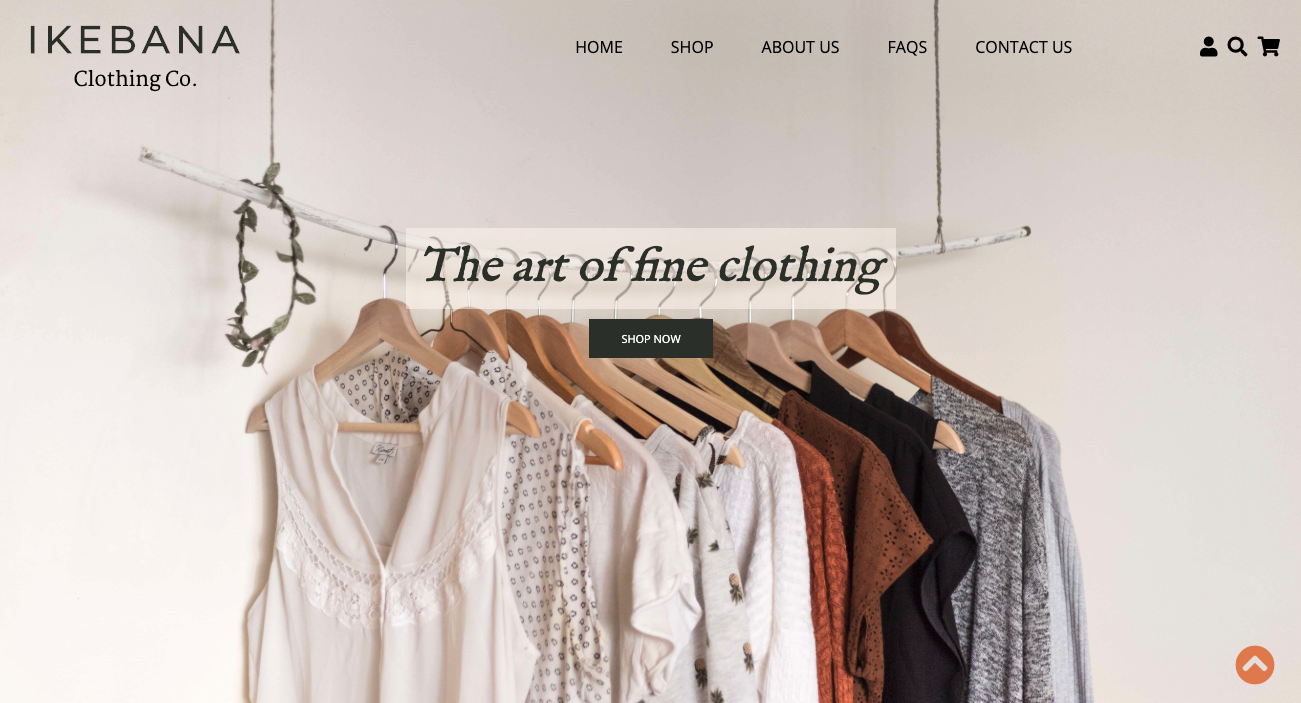 IKEBANA
Clothing Co.
HOME SHOP ABOUT US FAQS CONTACT US
The art of fine clothing
SHOP NOW